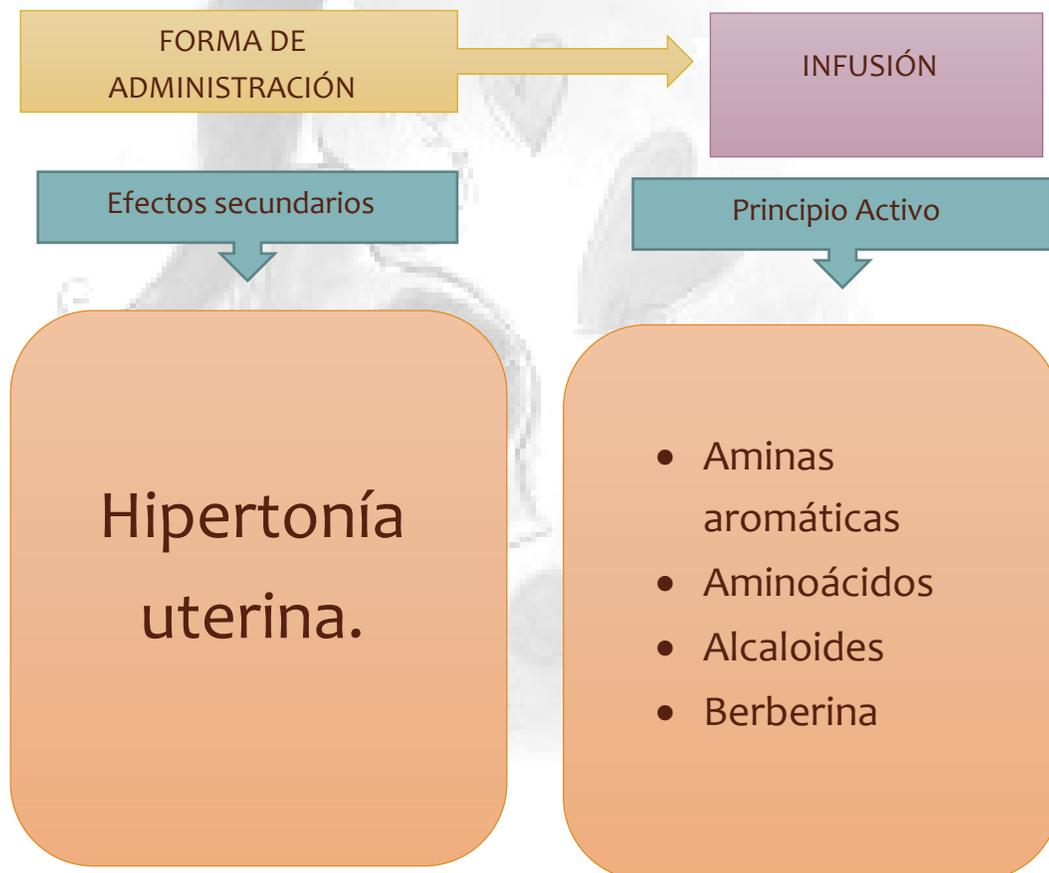 FORMA DE
ADMINISTRACIÓN
INFUSIÓN
Efectos secundarios
Principio Activo
Hipertonía
uterina.
• Aminas
aromáticas
• Aminoácidos
• Alcaloides
• Berberina